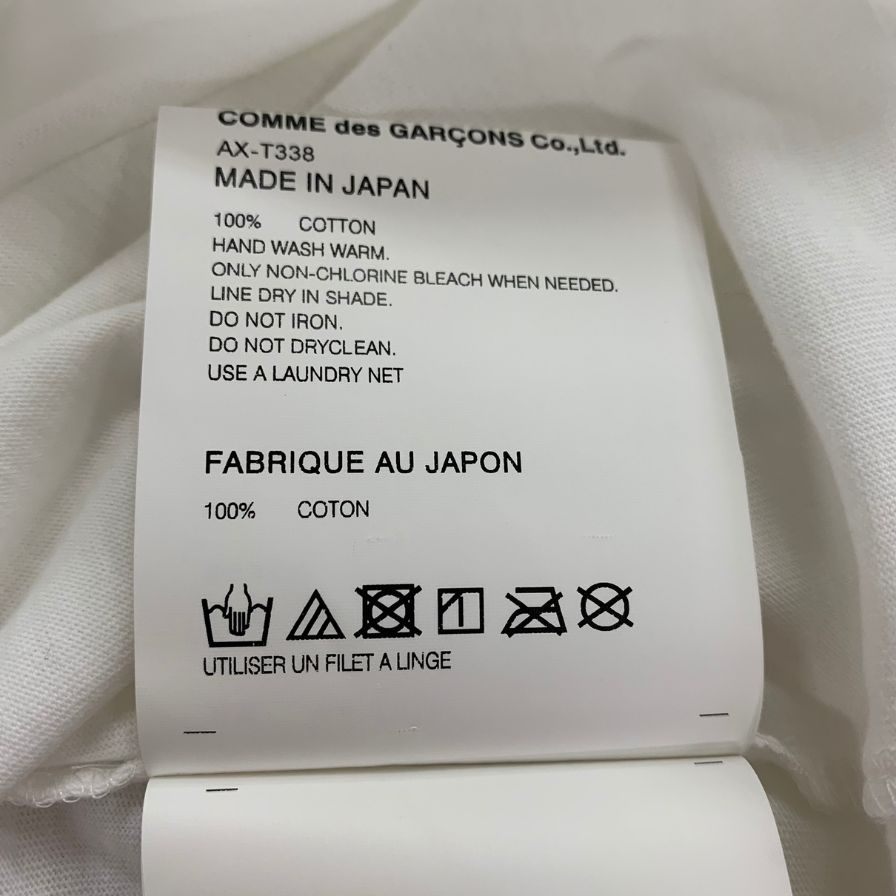 COMME des GARÇONS Co.,Ltd.
AX-T338
MADE IN JAPAN
100% COTTON
HAND WASH WARM.
ONLY NON-CHLORINE BLEACH WHEN NEEDED.
LINE DRY IN SHADE.
DO NOT IRON.
DO NOT DRYCLEAN.
USE A LAUNDRY NET
FABRIQUE AU JAPON
100% COTON
UTILISER UN FILET A LINGE